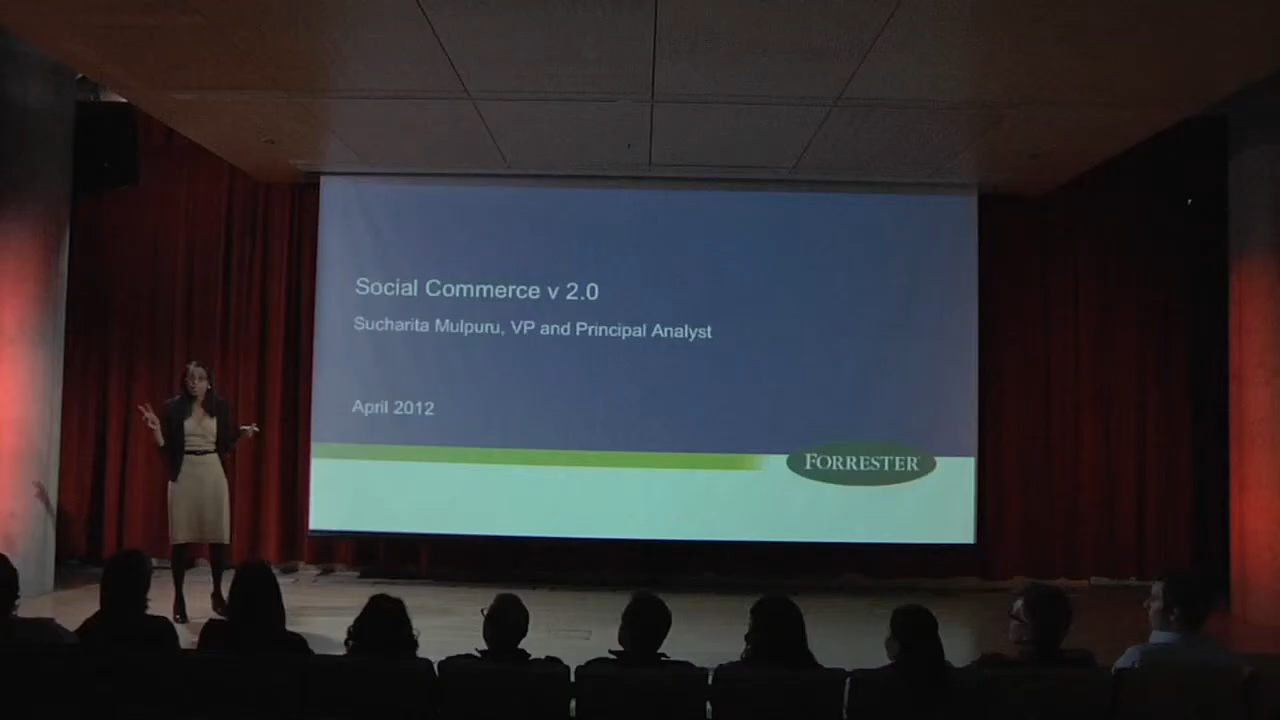 Social Commerce v 2.0
Sucharita Mulpuru, VP and Principal Analyst
April 2012
FORRESTER